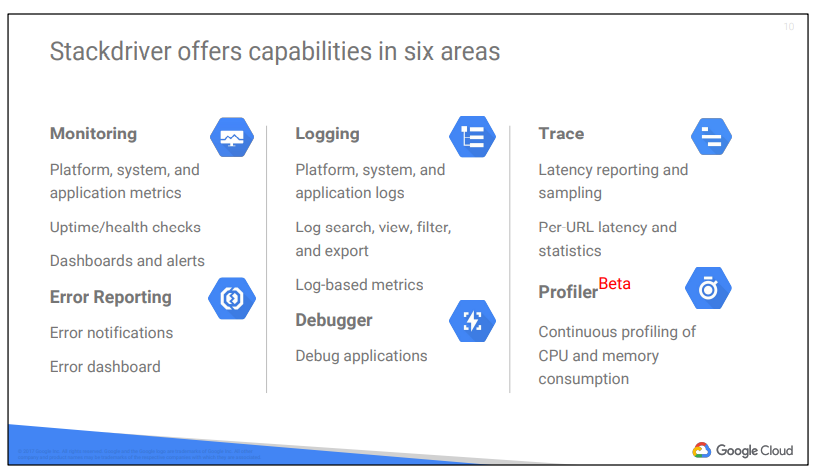 10
Stackdriver offers capabilities in six areas
Monitoring
Platform, system, and
application metrics
Uptime/health checks
Dashboards and alerts
Error Reporting
Error notifications
Error dashboard
Logging
Platform, system, and
application logs
Log search, view, filter,
and export
Log-based metrics
Debugger
Debug applications
Trace
Latency reporting and
sampling
Per-URL latency and
statistics
Profiler Beta
Continuous profiling of
CPU and memory
consumption
Google Cloud